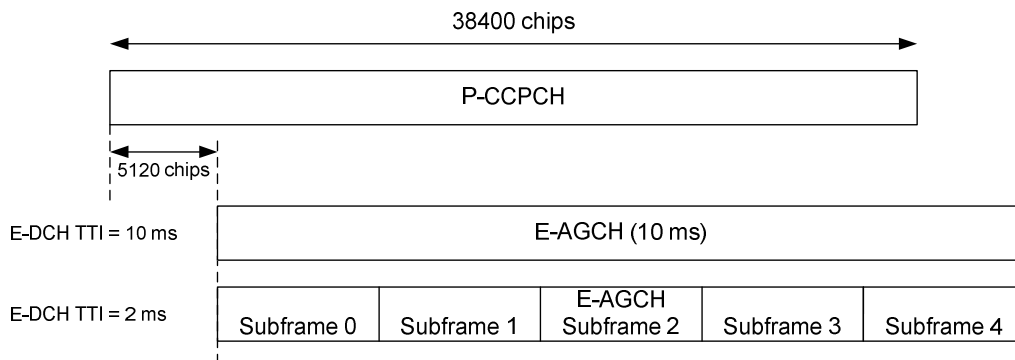 38400 chips
P-CCPCH
5120 chips
E-DCH TTI = 10 ms
E-AGCH (10 ms)
E-DCH TTI = 2 ms
Subframe 0
Subframe 1
E-AGCH
Subframe 2
Subframe 3
Subframe 4